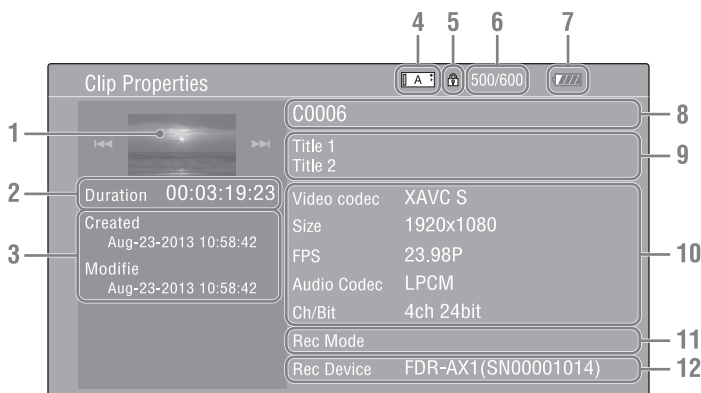 4 5 6 7
Clip Properties A 500/600
1
C0006 8
Title 1
Title 2 9
2 Duration 00:03:19:23
3
Created
Aug-23-2013 10:58:42
Modifie
Aug-23-2013 10:58:42
Video codec XAVC S
Size 1920x1080
FPS 23.98P 10
Audio Codec LPCM
Ch/Bit 4ch 24bit
Rec Mode 11
Rec Device FDR-AX1(SN00001014) 12